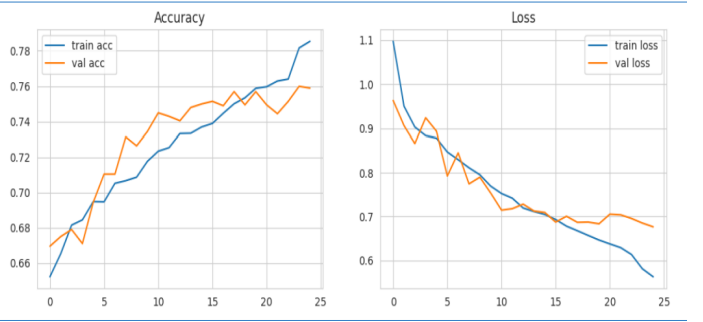 Accuracy
train acc
val acc
0.78
0.76
0.74
0.72
0.70
0.68
0.66
0 5 10 15 20 25
Loss
train loss
val loss
1.1
1.0
0.9
0.8
0.7
0.6
0 5 10 15 20 25